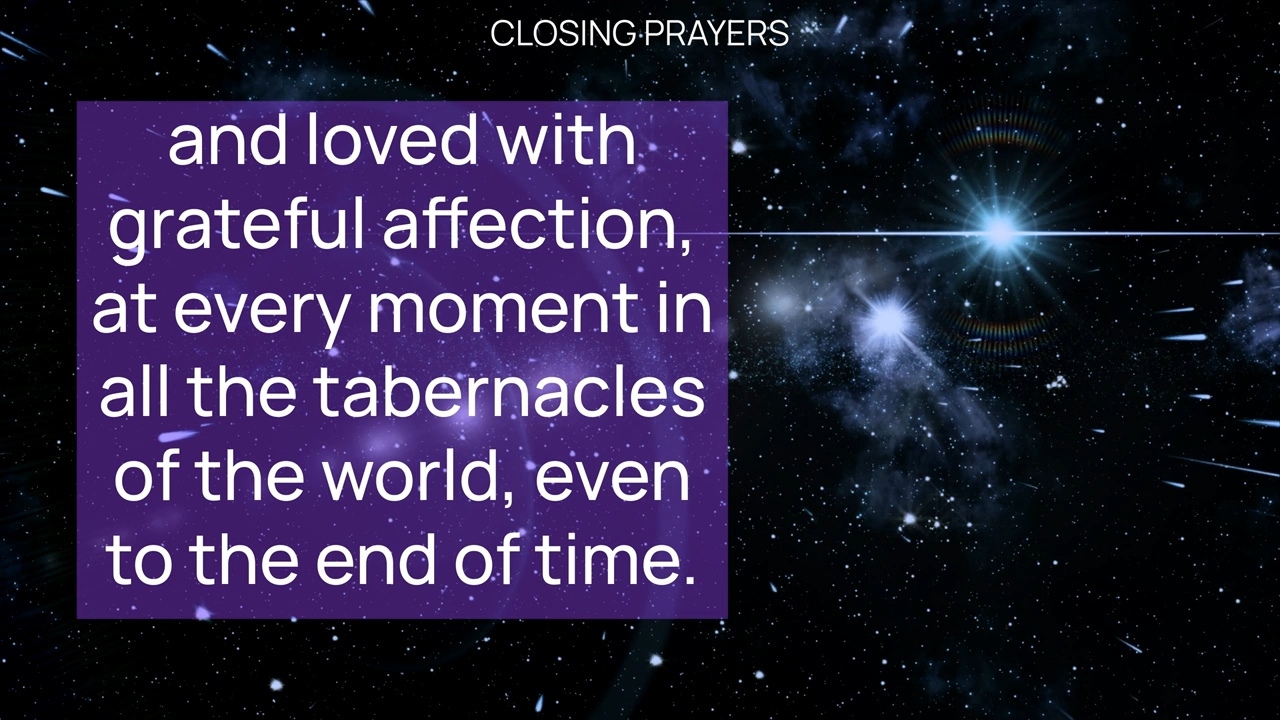 CLOSING PRAYERS
and loved with
grateful affection,
at every moment in
all the tabernacles
of the world, even
to the end of time.